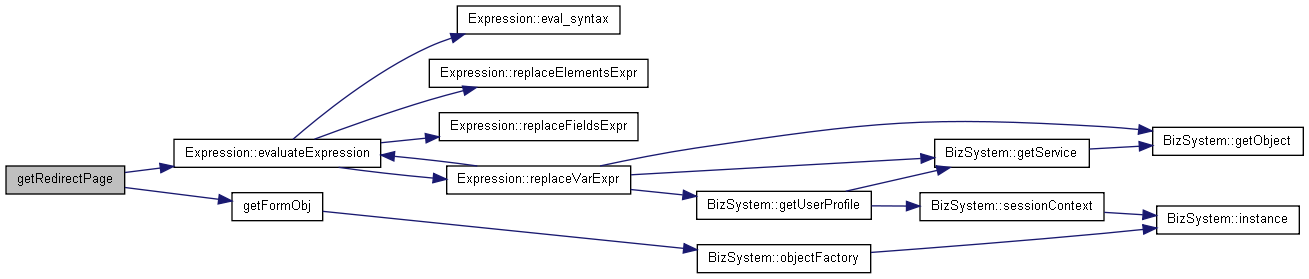 getRedirectPage
Expression::evaluateExpression
getFormObj
Expression::eval_syntax
Expression::replaceElementsExpr
Expression::replaceFieldsExpr
Expression::replaceVarExpr
BizSystem::getUserProfile
BizSystem::objectFactory
BizSystem::getService
BizSystem::sessionContext
BizSystem::getObject
BizSystem::instance